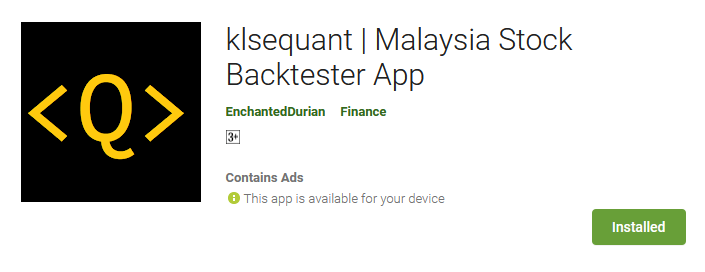 <Q>
klsequant | Malaysia Stock
Backtester App
EnchantedDurian Finance
3+
Contains Ads
This app is available for your device
Installed